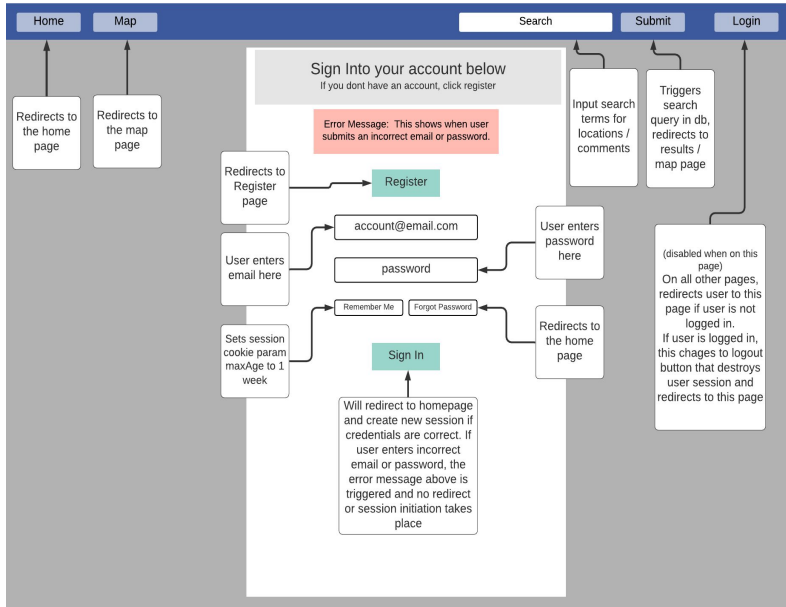 Home
Map
Search
Submit
Login
Sign Into your account below
If you dont have an account, click register
Error Message: This shows when user
submits an incorrect email or password.
Redirects to
the home
page
Redirects to
the map
page
Input search
terms for
locations /
comments
Triggers
search
query in db,
redirects to
results /
map page
Redirects to
Register
page
Register
User enters
email here
account@email.com
User enters
password
here
password
(disabled when on this
page)
On all other pages,
redirects user to this
page if user is not
logged in.
If user is logged in,
this chages to logout
button that destroys
user session and
redirects to this page
Remember Me
Forgot Password
Sets session
cookie param
maxAge to 1
week
Redirects to
the home
page
Sign In
Will redirect to homepage
and create new session if
credentials are correct. If
user enters incorrect
email or password, the
error message above is
triggered and no redirect
or session initiation takes
place